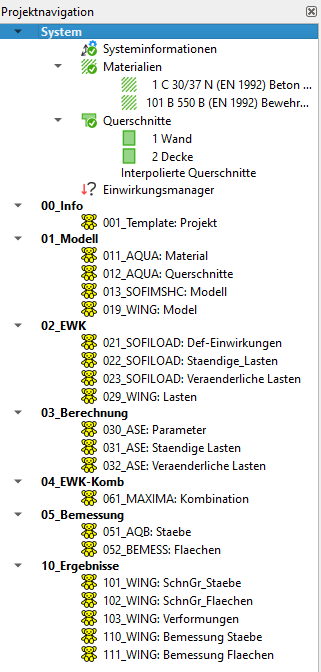 Projektnavigation
System
Systeminformationen
Materialien
1 C 30/37 N (EN 1992) Beton ...
101 B 550 B (EN 1992) Bewehr...
Querschnitte
1 Wand
2 Decke
Interpolierte Querschnitte
Einwirkungsmanager
00_Info
001_Template: Projekt
01_Modell
011_AQUA: Material
012_AQUA: Querschnitte
013_SOFIMSHC: Modell
019_WING: Model
02_EWK
021_SOFILOAD: Def-Einwirkungen
022_SOFILOAD: Staendige_Lasten
023_SOFILOAD: Veraenderliche Lasten
029_WING: Lasten
03_Berechnung
030_ASE: Parameter
031_ASE: Staendige Lasten
032_ASE: Veraenderliche Lasten
04_EWK-Komb
061_MAXIMA: Kombination
05_Bemessung
051_AQB: Staebe
052_BEMESS: Flaechen
10_Ergebnisse
101_WING: SchnGr_Staebe
102_WING: SchnGr_Flaechen
103_WING: Verformungen
110_WING: Bemessung Staebe
111_WING: Bemessung Flaechen